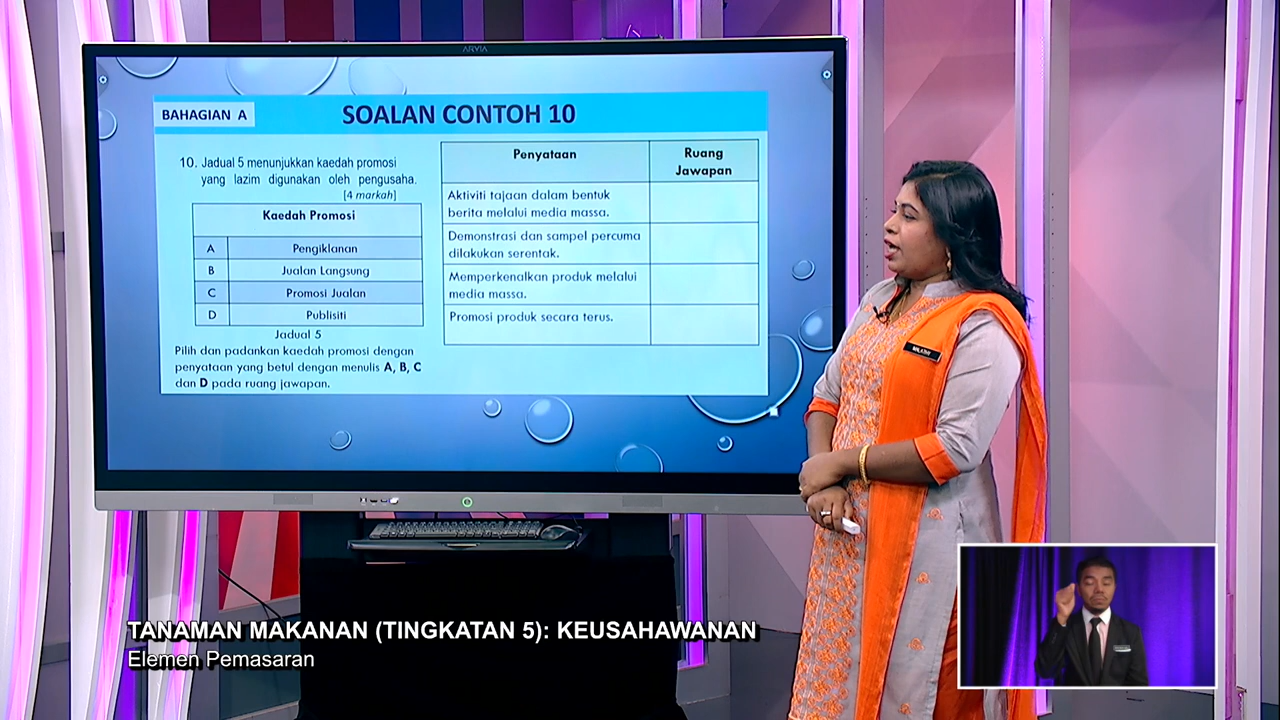 ARVIA
BAHAGIAN A
SOALAN CONTOH 10
10. Jadual 5 menunjukkan kaedah promosi
yang lazim digunakan oleh pengusaha.
[4 markah]
Kaedah Promosi
A Pengiklanan
B Jualan Langsung
C Promosi Jualan
D Publisiti
Jadual 5
Pilih dan padankan kaedah promosi dengan
penyataan yang betul dengan menulis A, B, C
dan D pada ruang jawapan.
Penyataan
Ruang
Jawapan
Aktiviti tajaan dalam bentuk
berita melalui media massa.
Demonstrasi dan sampel percuma
dilakukan serentak.
Memperkenalkan produk melalui
media massa.
Promosi produk secara terus.
TANAMAN MAKANAN (TINGKATAN 5): KEUSAHAWANAN
Elemen Pemasaran